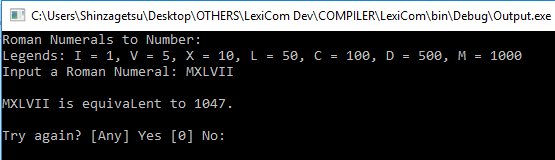 C:\Users\Shinzagetsu\Desktop\OTHERS\LexiCom Dev\COMPILER\LexiCom\bin\Debug\Output.exe
Roman Numerals to Number:
Legends: I = 1, V = 5, X = 10, L = 50, C = 100, D = 500, M = 1000
Input a Roman Numeral: MXLVII
MXLVII is equivaLent to 1047.
Try again? [Any] Yes [0] No: